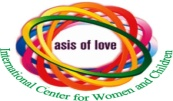 asis of love
International Center for Women and Children